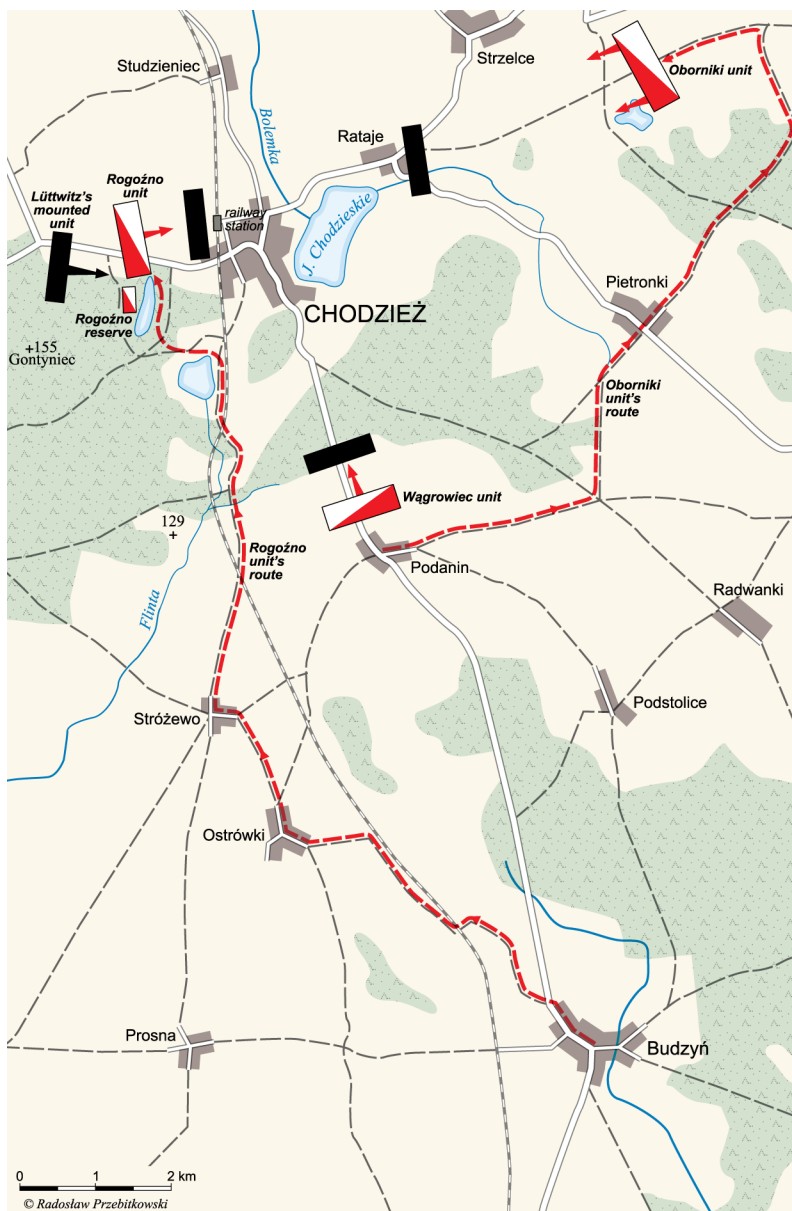 Studzieniec
Strzelce
Oborniki unit
Bolemka
Rataje
Rogoźno
unit
Lüttwitz's
mounted
unit
railway
station
J. Chodzieskie
Pietronki
Rogoźno
reserve
CHODZIEŻ
+155
Gontyniec
Oborniki
unit's
route
Wągrowiec unit
129
+
Rogoźno
unit's
route
Podanin
Radwanki
Flinta
Podstolice
Stróżewo
Ostrówki
Prosna
Budzyń
0 1 2 km
© Radosław Przebitkowski